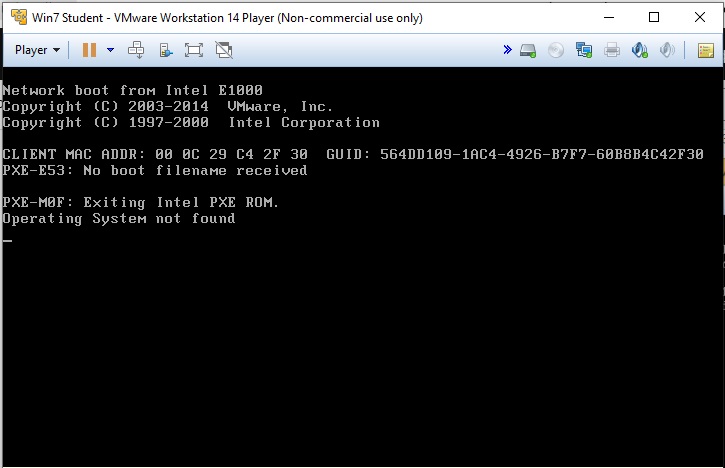 Win7 Student - VMware Workstation 14 Player (Non-commercial use only)
Player
Network boot from Intel E1000
Copyright (C) 2003-2014  VMware, Inc.
Copyright (C) 1997-2000  Intel Corporation
CLIENT MAC ADDR: 00 0C 29 C4 2F 30  GUID: 564DD109-1AC4-4926-B7F7-60B8B4C42F30
PXE-E53: No boot filename received
PXE-M0F: Exiting Intel PXE ROM.
Operating System not found